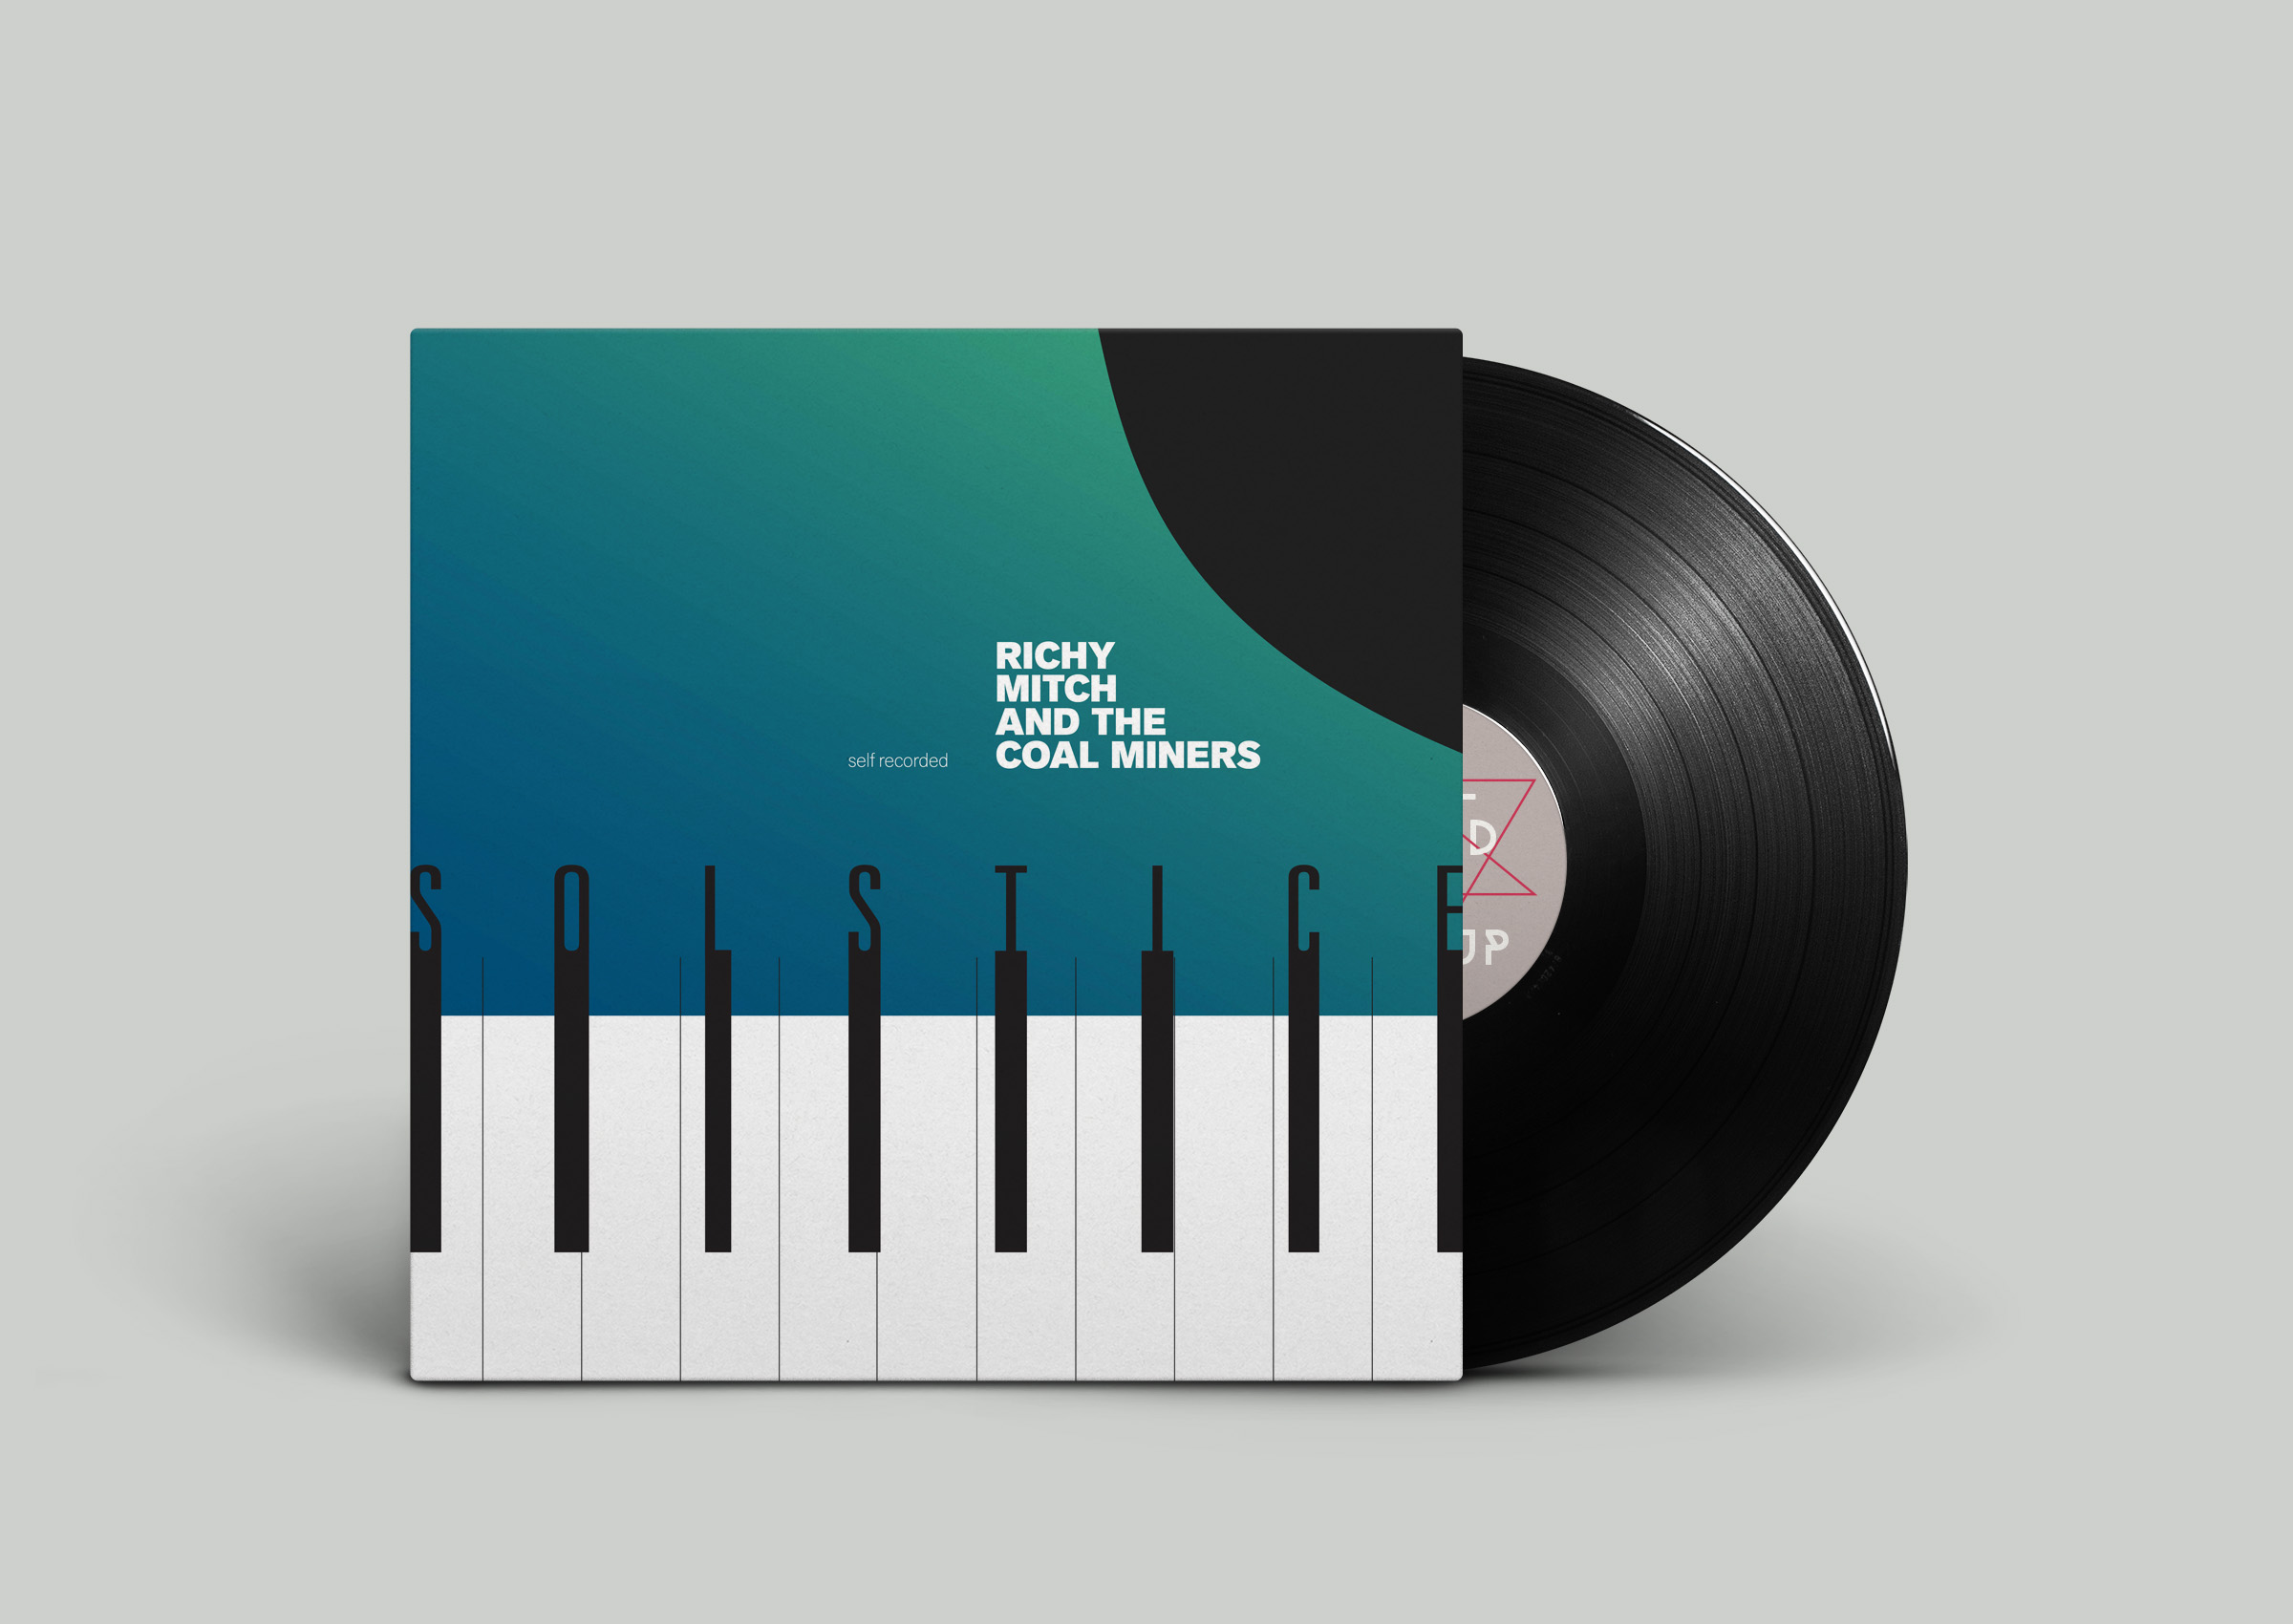 RICHY
MITCH
AND THE
COAL MINERS
self recorded
SOLSTICE